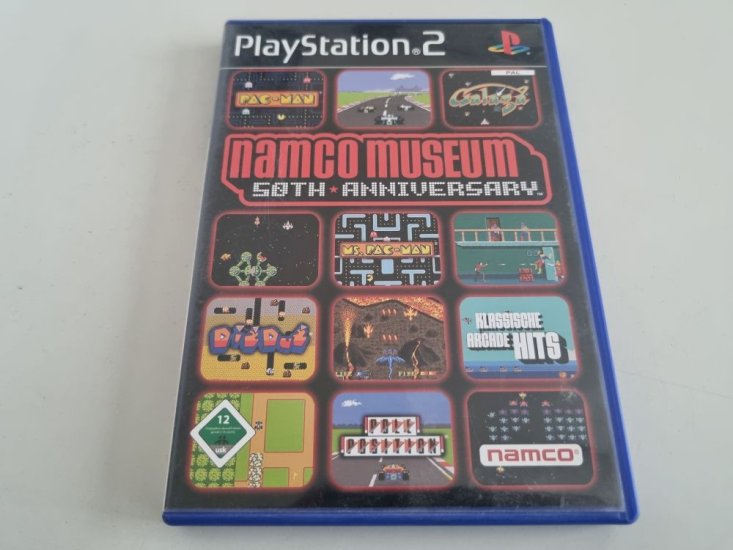 PlayStation®2
PAL
PAC-MAN
Galaga
namco museum
50TH ★ ANNIVERSARY™
MS. PAC-MAN
DIG DUG
KLASSISCHE
ARCADE
HITS
12
usk
POLE
POSITION
namco®